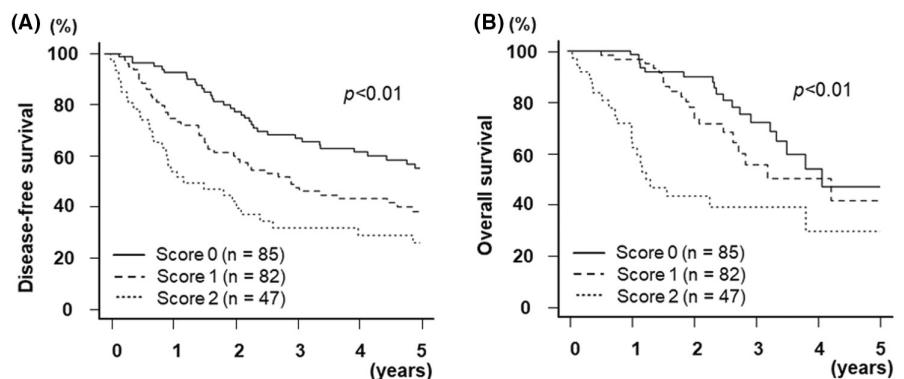 (A) (%)
100
80
60
40
20
0
Disease-free survival
p<0.01
Score 0 (n = 85)
Score 1 (n = 82)
Score 2 (n = 47)
0 1 2 3 4 5
(years)
(B) (%)
100
80
60
40
20
0
Overall survival
p<0.01
Score 0 (n = 85)
Score 1 (n = 82)
Score 2 (n = 47)
0 1 2 3 4 5
(years)